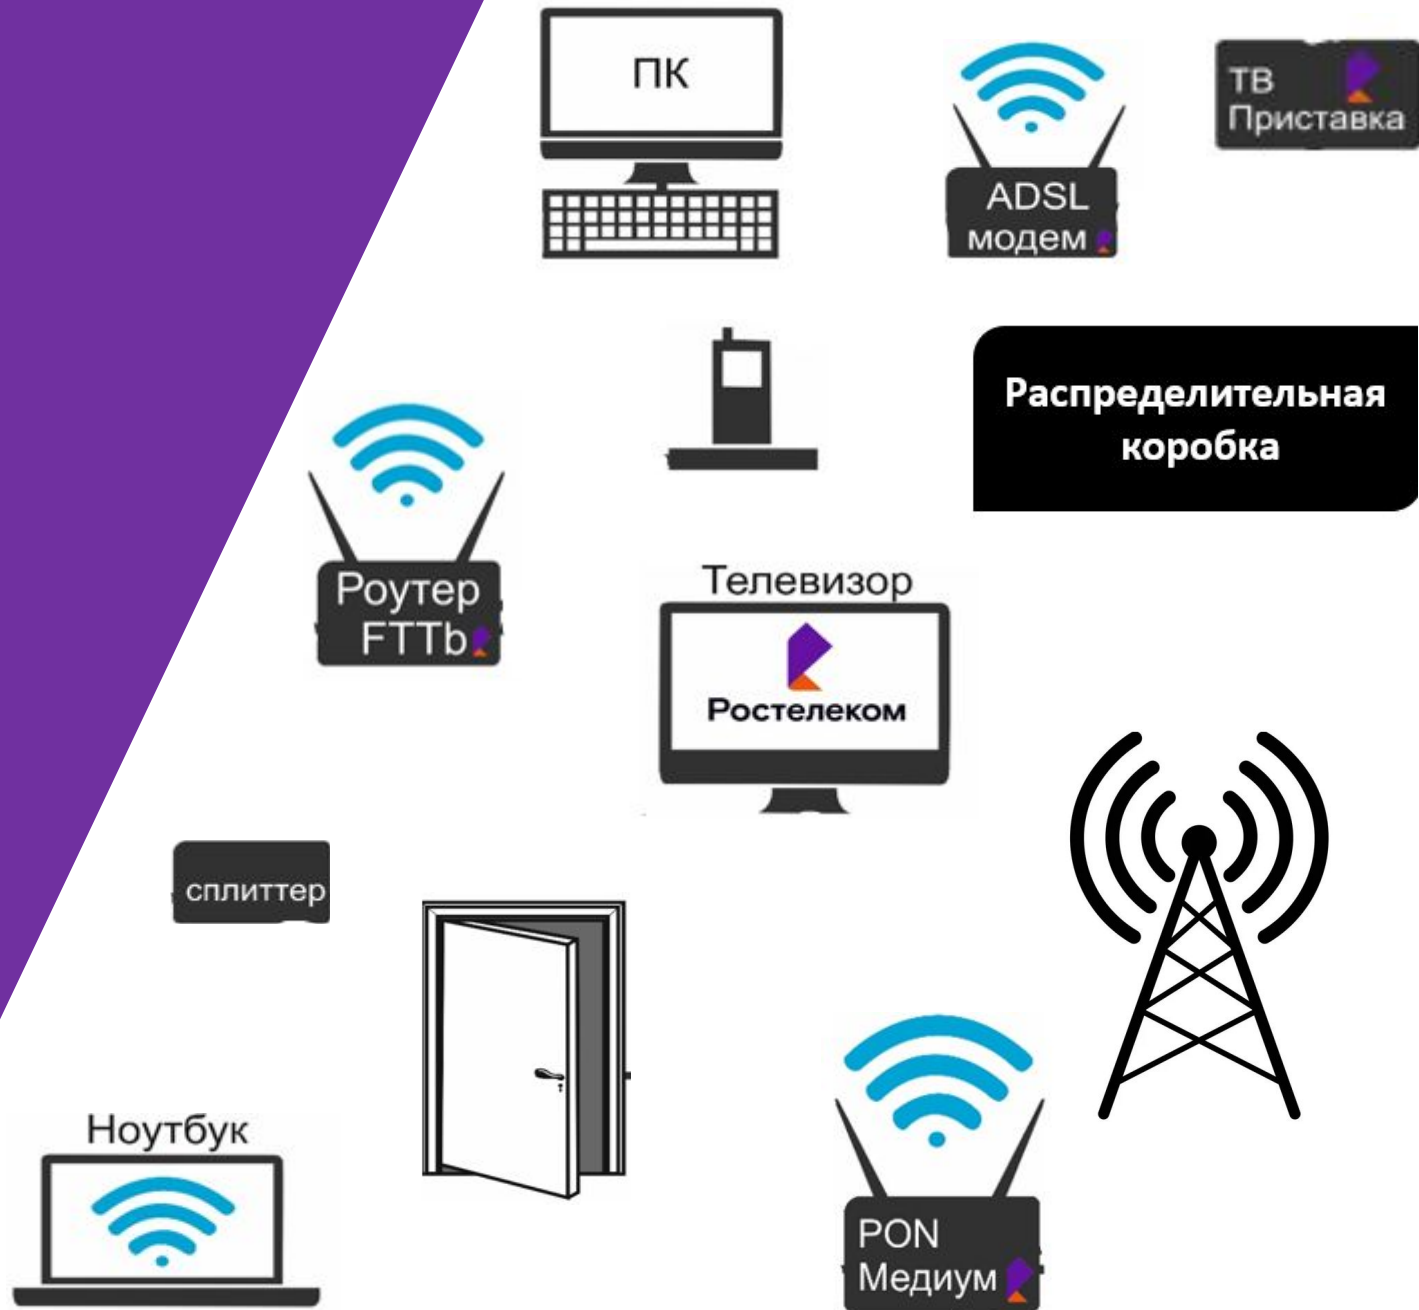 ПК
ADSL
модем
ТВ
Приставка
Распределительная
коробка
Роутер
FTTb
Телевизор
Ростелеком
сплиттер
Ноутбук
PON
Медиум